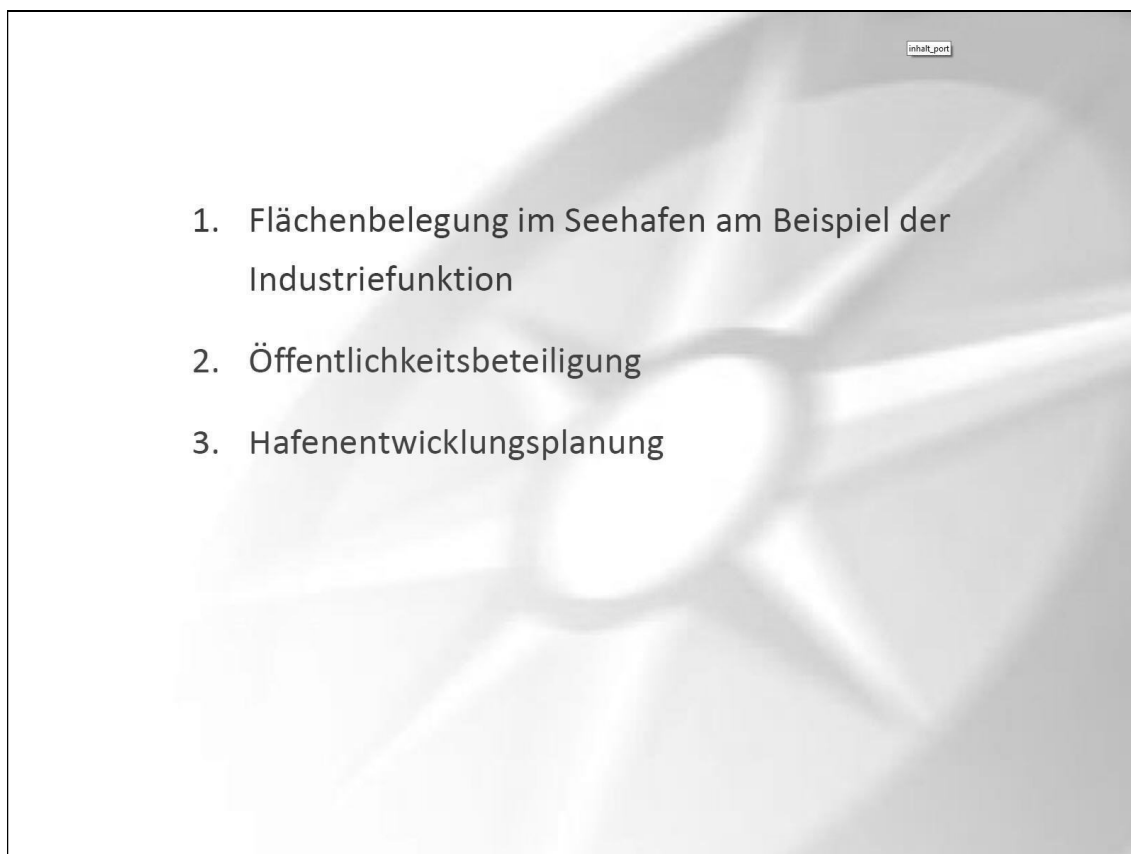 inhalt_port
1. Flächenbelegung im Seehafen am Beispiel der
Industriefunktion
2. Öffentlichkeitsbeteiligung
3. Hafenentwicklungsplanung